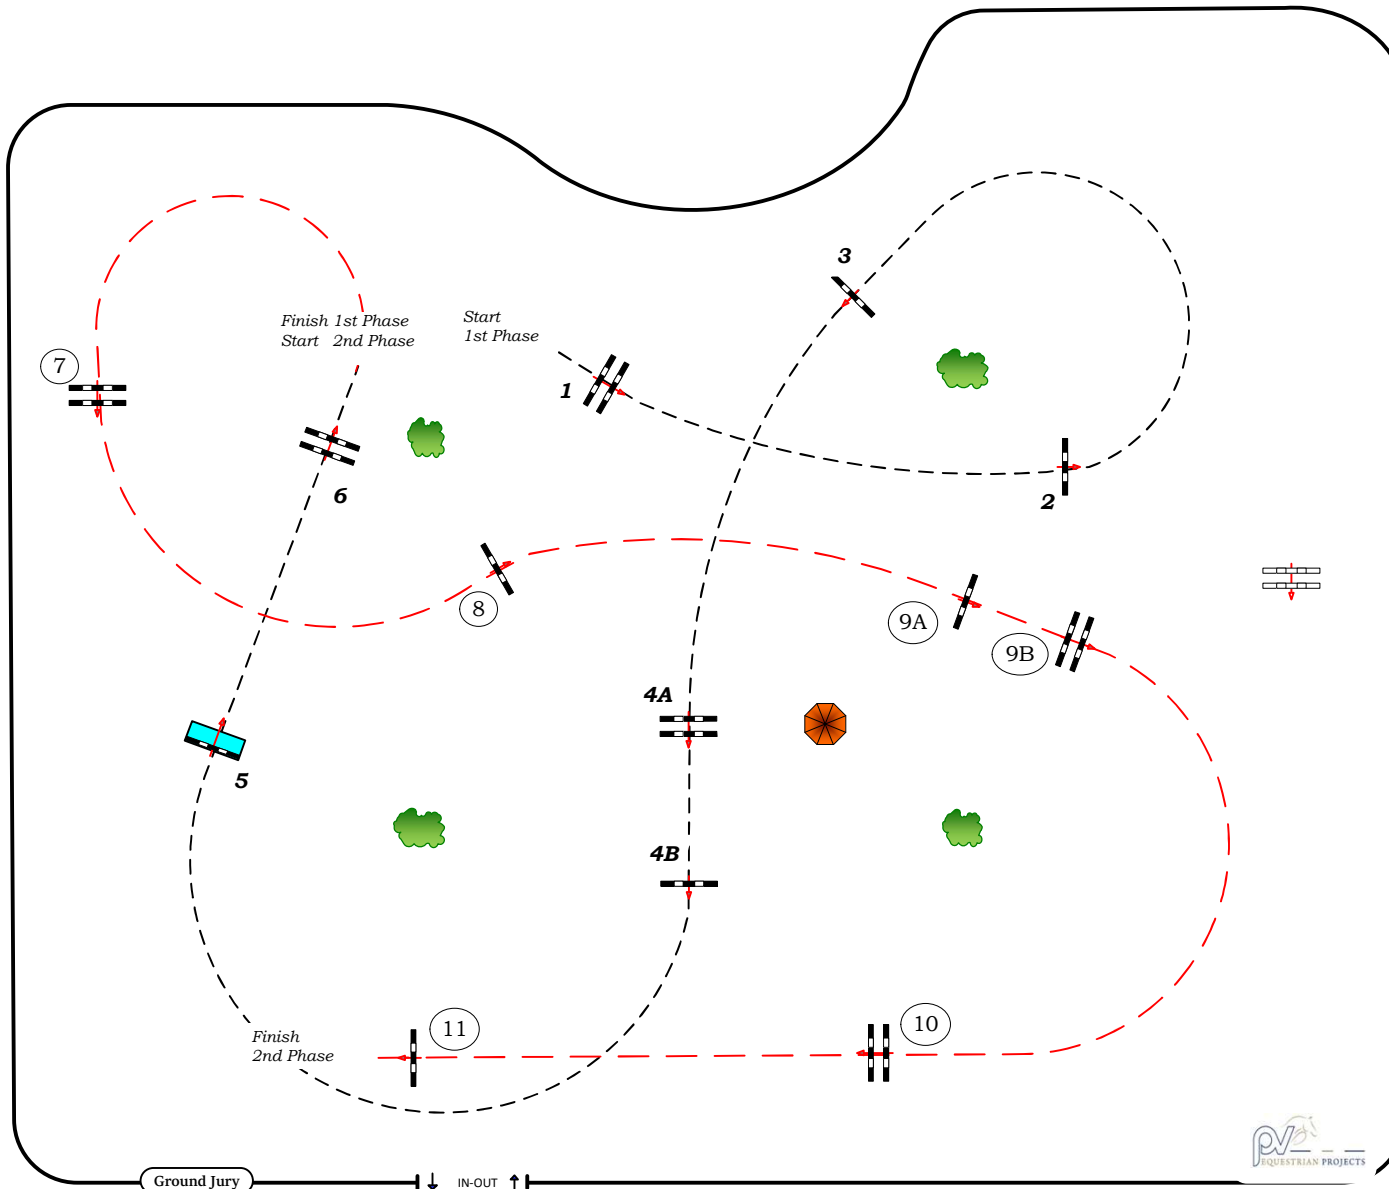 3
Finish 1st Phase
Start 2nd Phase
Start
1st Phase
7
1
6
2
8
9A
9B
4A
5
4B
Finish
2nd Phase
11
10
pv
EQUESTRIAN PROJECTS
Ground Jury
IN-OUT